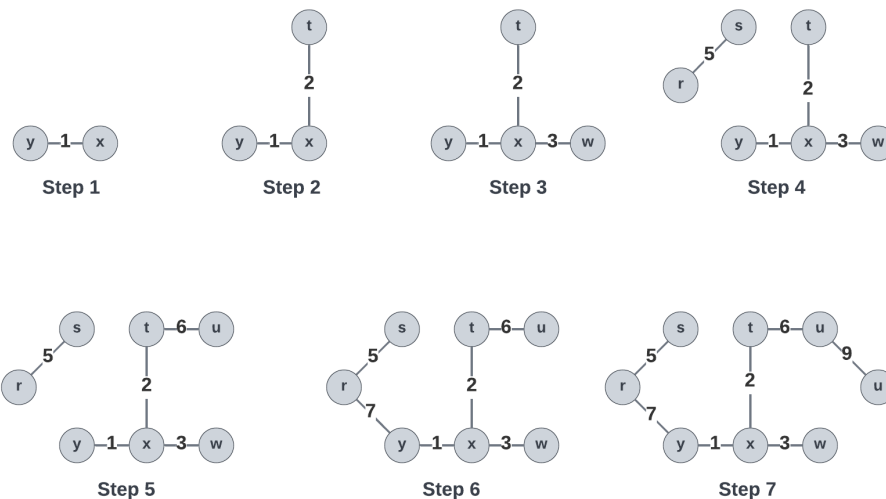 t
2
y 1 x
Step 1
y 1 x
Step 2
t
2
y 1 x 3 w
Step 3
s t
5
r
2
y 1 x 3 w
Step 4
s t 6 u
5
r
2
y 1 x 3 w
Step 5
s t 6 u
5
r
2
7
y 1 x 3 w
Step 6
s t 6 u
5 9
r u
2
7
y 1 x 3 w
Step 7